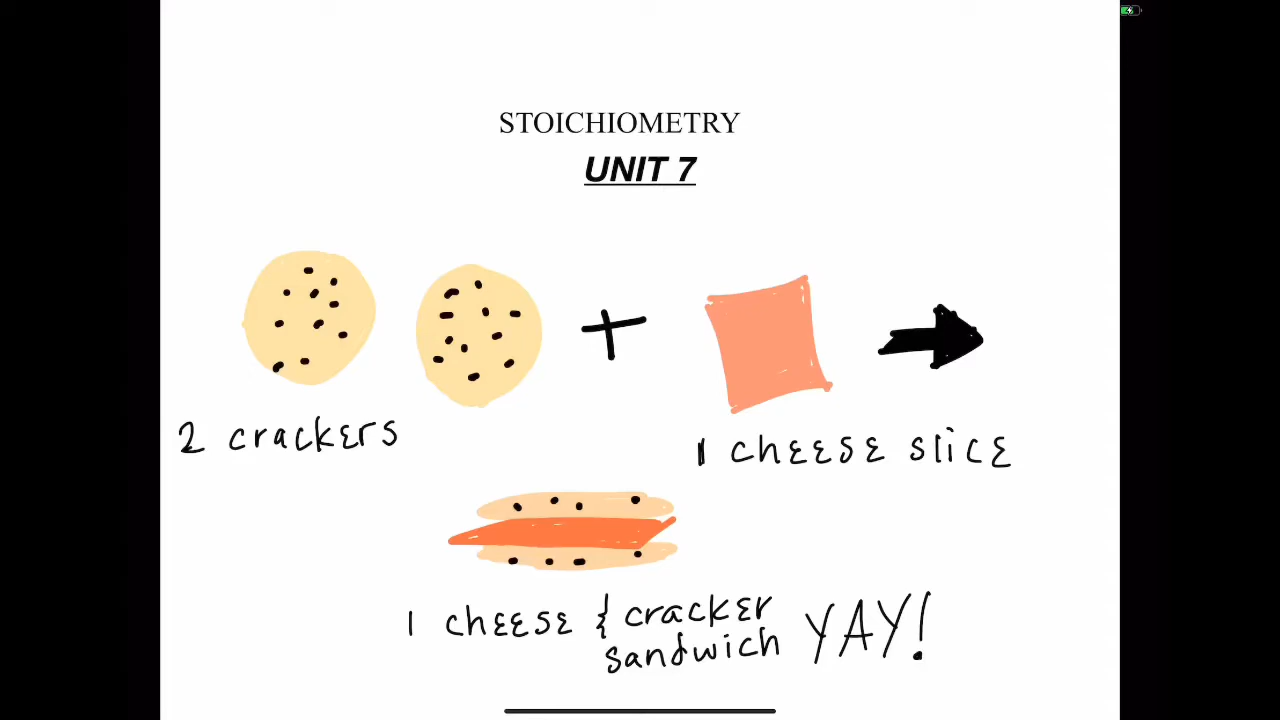 STOICHIOMETRY
UNIT 7
+
2 crackers
1 cheese slice
1 cheese & cracker
sandwich YAY!